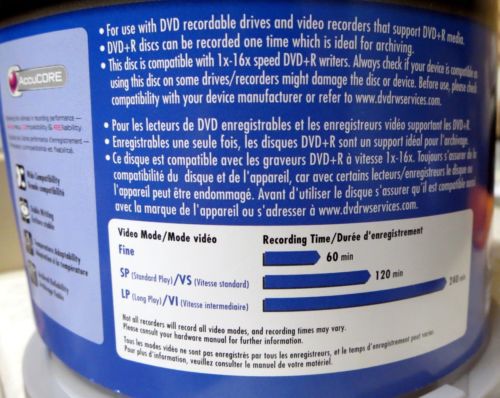 AccuCORE
• For use with DVD recordable drives and video recorders that support DVD+R media.
• DVD+R discs can be recorded one time which is ideal for archiving.
• This disc is compatible with 1x-16x speed DVD+R writers. Always check if your device is compatible as
using this disc on some drives/recorders might damage the disc or device. Before use, please check
compatibility with your device manufacturer or refer to www.dvdrwservices.com.
• Pour les lecteurs de DVD enregistrables et les enregistreurs vidéo supportant les DVD+R.
• Enregistrables une seule fois, les disques DVD+R sont un support idéal pour l'archivage.
• Ce disque est compatible avec les graveurs DVD+R à vitesse 1x-16x. Toujours s'assurer de la
compatibilité du disque et de l'appareil, car avec certains lecteurs/enregistreurs le disque ou
l'appareil peut être endommagé. Avant d'utiliser le disque s'assurer qu'il est compatible
avec la marque de l'appareil ou s'adresser à www.dvdrwservices.com.
Compatibility
compatible
Video Mode/Mode vidéo
Recording Time/Durée d'enregistrement
Fine
60 min
SP (Standard Play)/VS (Vitesse standard)
120 min
LP (Long Play)/VI (Vitesse intermediaire)
240 min
Not all recorders will record all video modes, and recording times may vary.
Please consult your hardware manual for further information.
Tous les modes vidéo ne sont pas enregistrés par tous les enregistreurs, et le temps d'enregistrement peut varier.
Pour plus d'information, veuillez consulter le manuel de votre matériel.